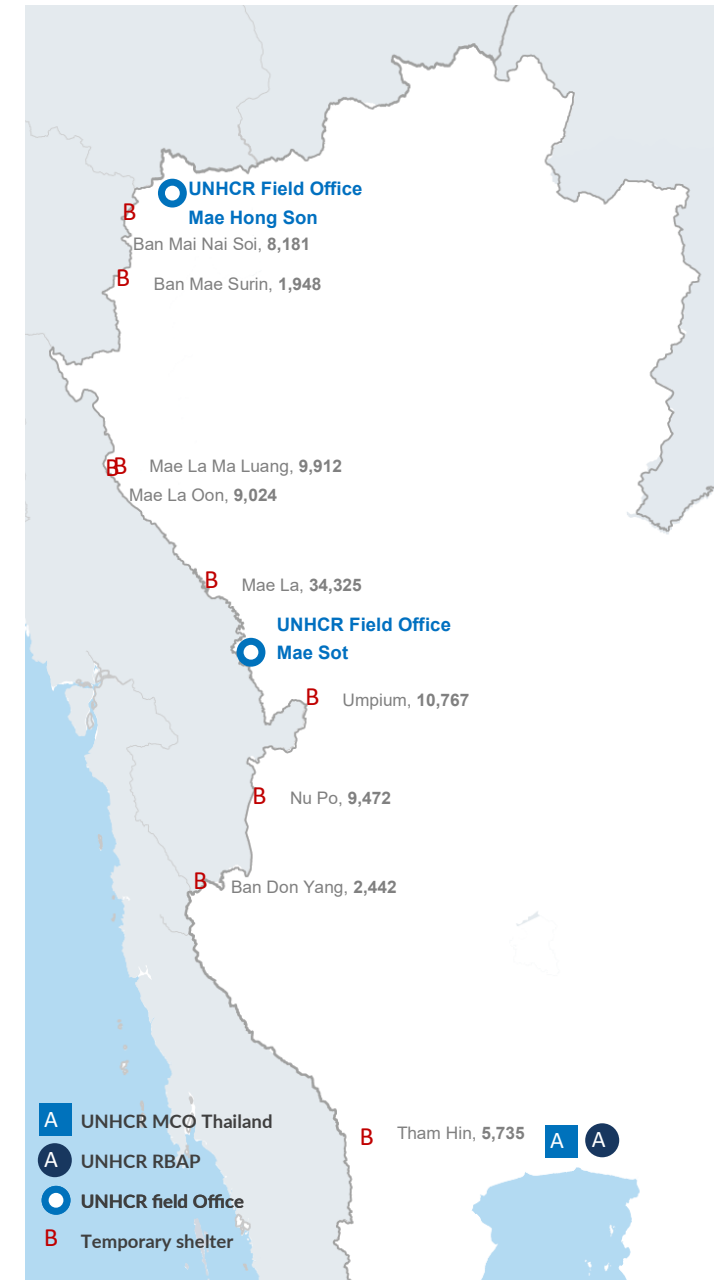 UNHCR Field Office
Mae Hong Son
B
Ban Mai Nai Soi, 8,181
B
Ban Mae Surin, 1,948
B B
Mae La Ma Luang, 9,912
Mae La Oon, 9,024
B
Mae La, 34,325
UNHCR Field Office
Mae Sot
B
Umpium, 10,767
B
Nu Po, 9,472
B
Ban Don Yang, 2,442
B
Tham Hin, 5,735
A
A
A UNHCR MCO Thailand
A UNHCR RBAP
UNHCR field Office
B Temporary shelter